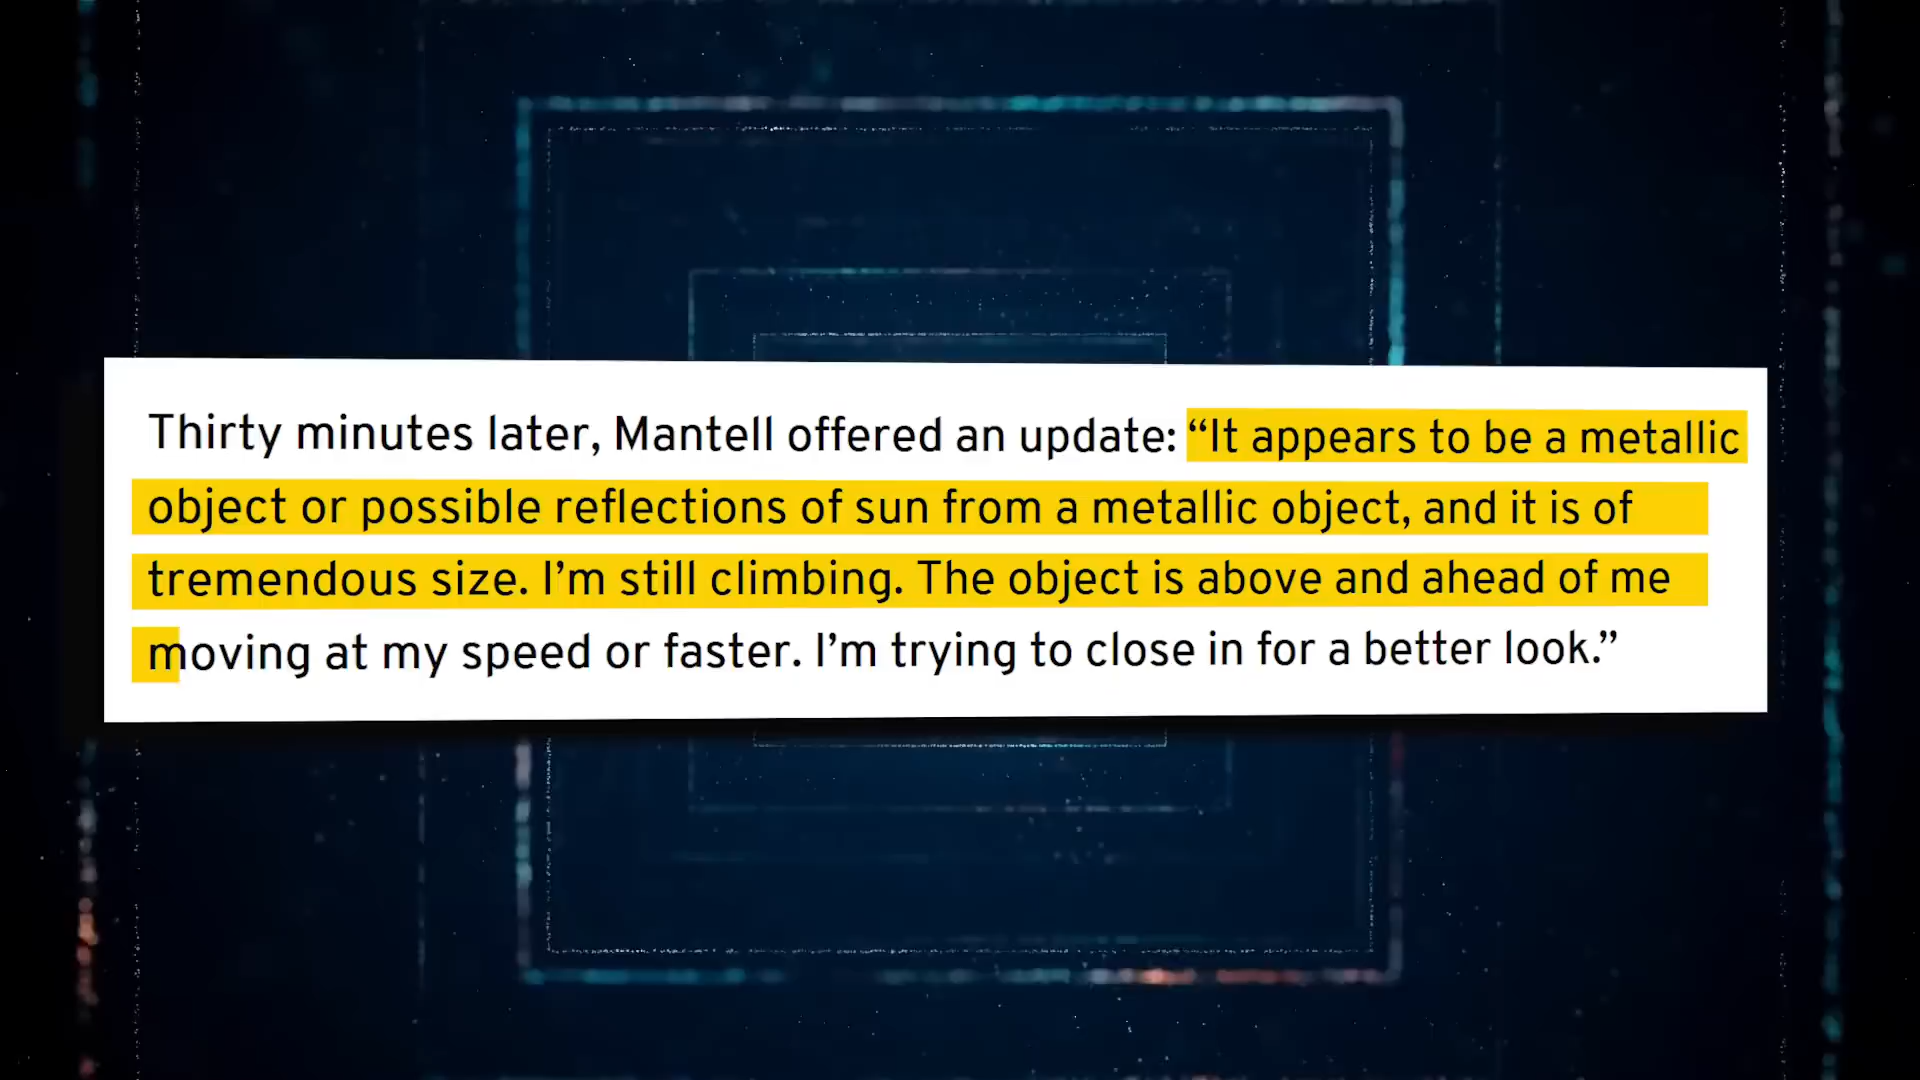 Thirty minutes later, Mantell offered an update: “It appears to be a metallic
object or possible reflections of sun from a metallic object, and it is of
tremendous size. I’m still climbing. The object is above and ahead of me
moving at my speed or faster. I’m trying to close in for a better look.”